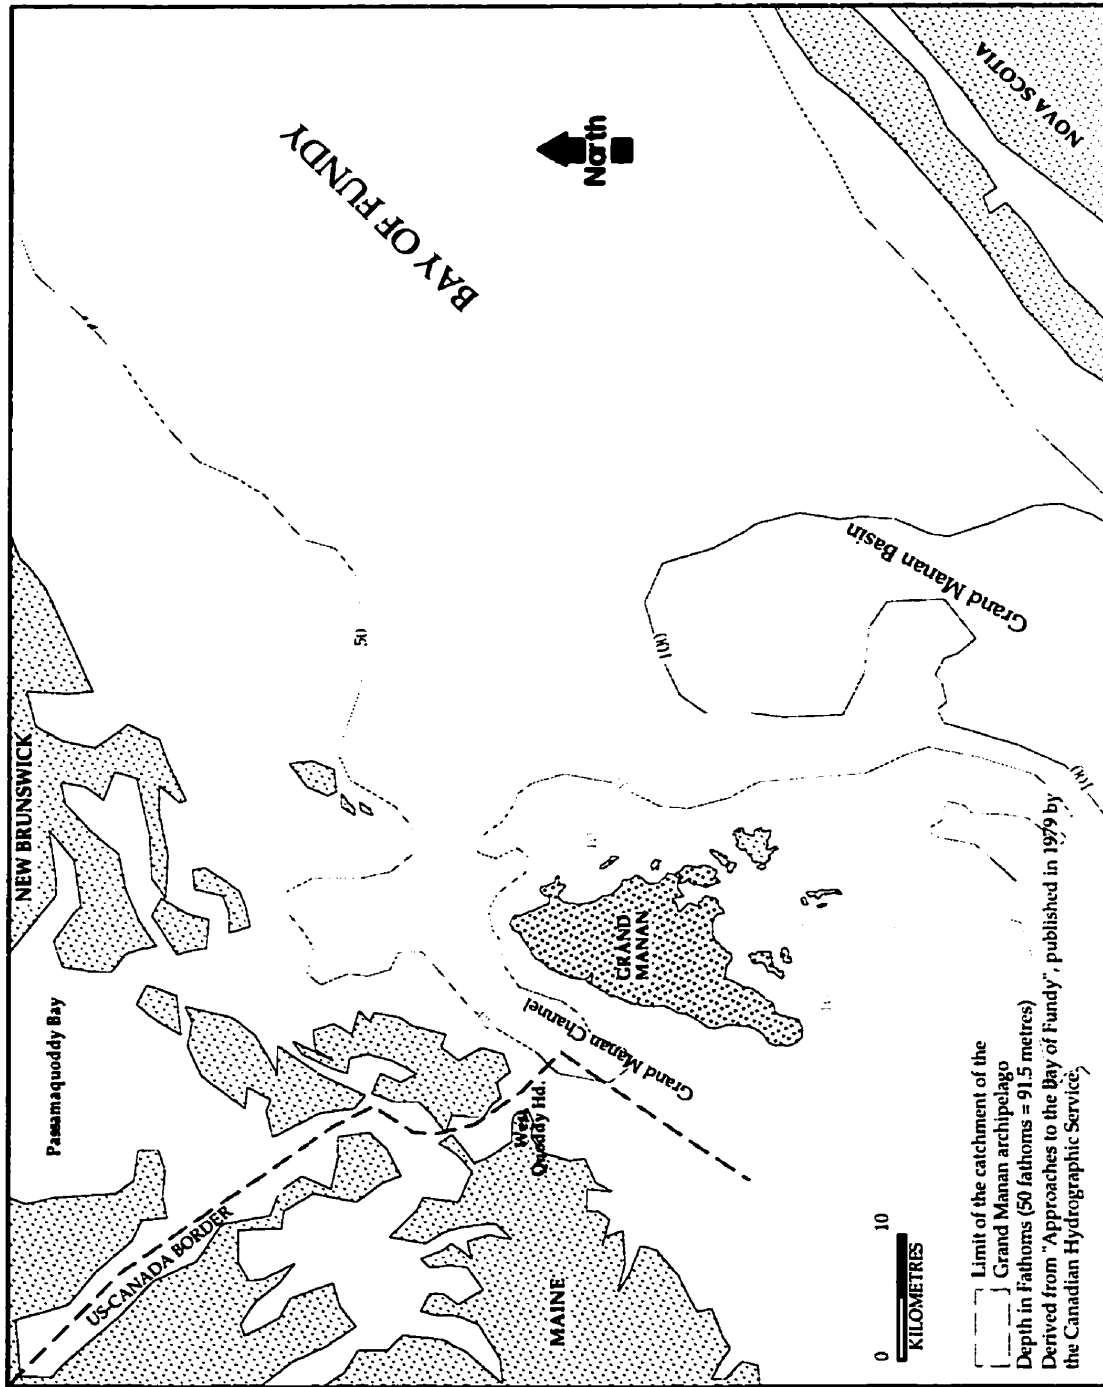 NEW BRUNSWICK
Passamaquoddy Bay
US-CANADA BORDER
BAY OF FUNDY
North
NOVA SCOTIA
50
100
Grand Manan Basin
100
GRAND
MANAN
Grand Manan Channel
West
Quoddy Hd.
MAINE
0 10
KILOMETRES
Limit of the catchment of the
Grand Manan archipelago
Depth in Fathoms (50 fathoms = 91.5 metres)
Derived from "Approaches to the Bay of Fundy", published in 1979 by
the Canadian Hydrographic Service.